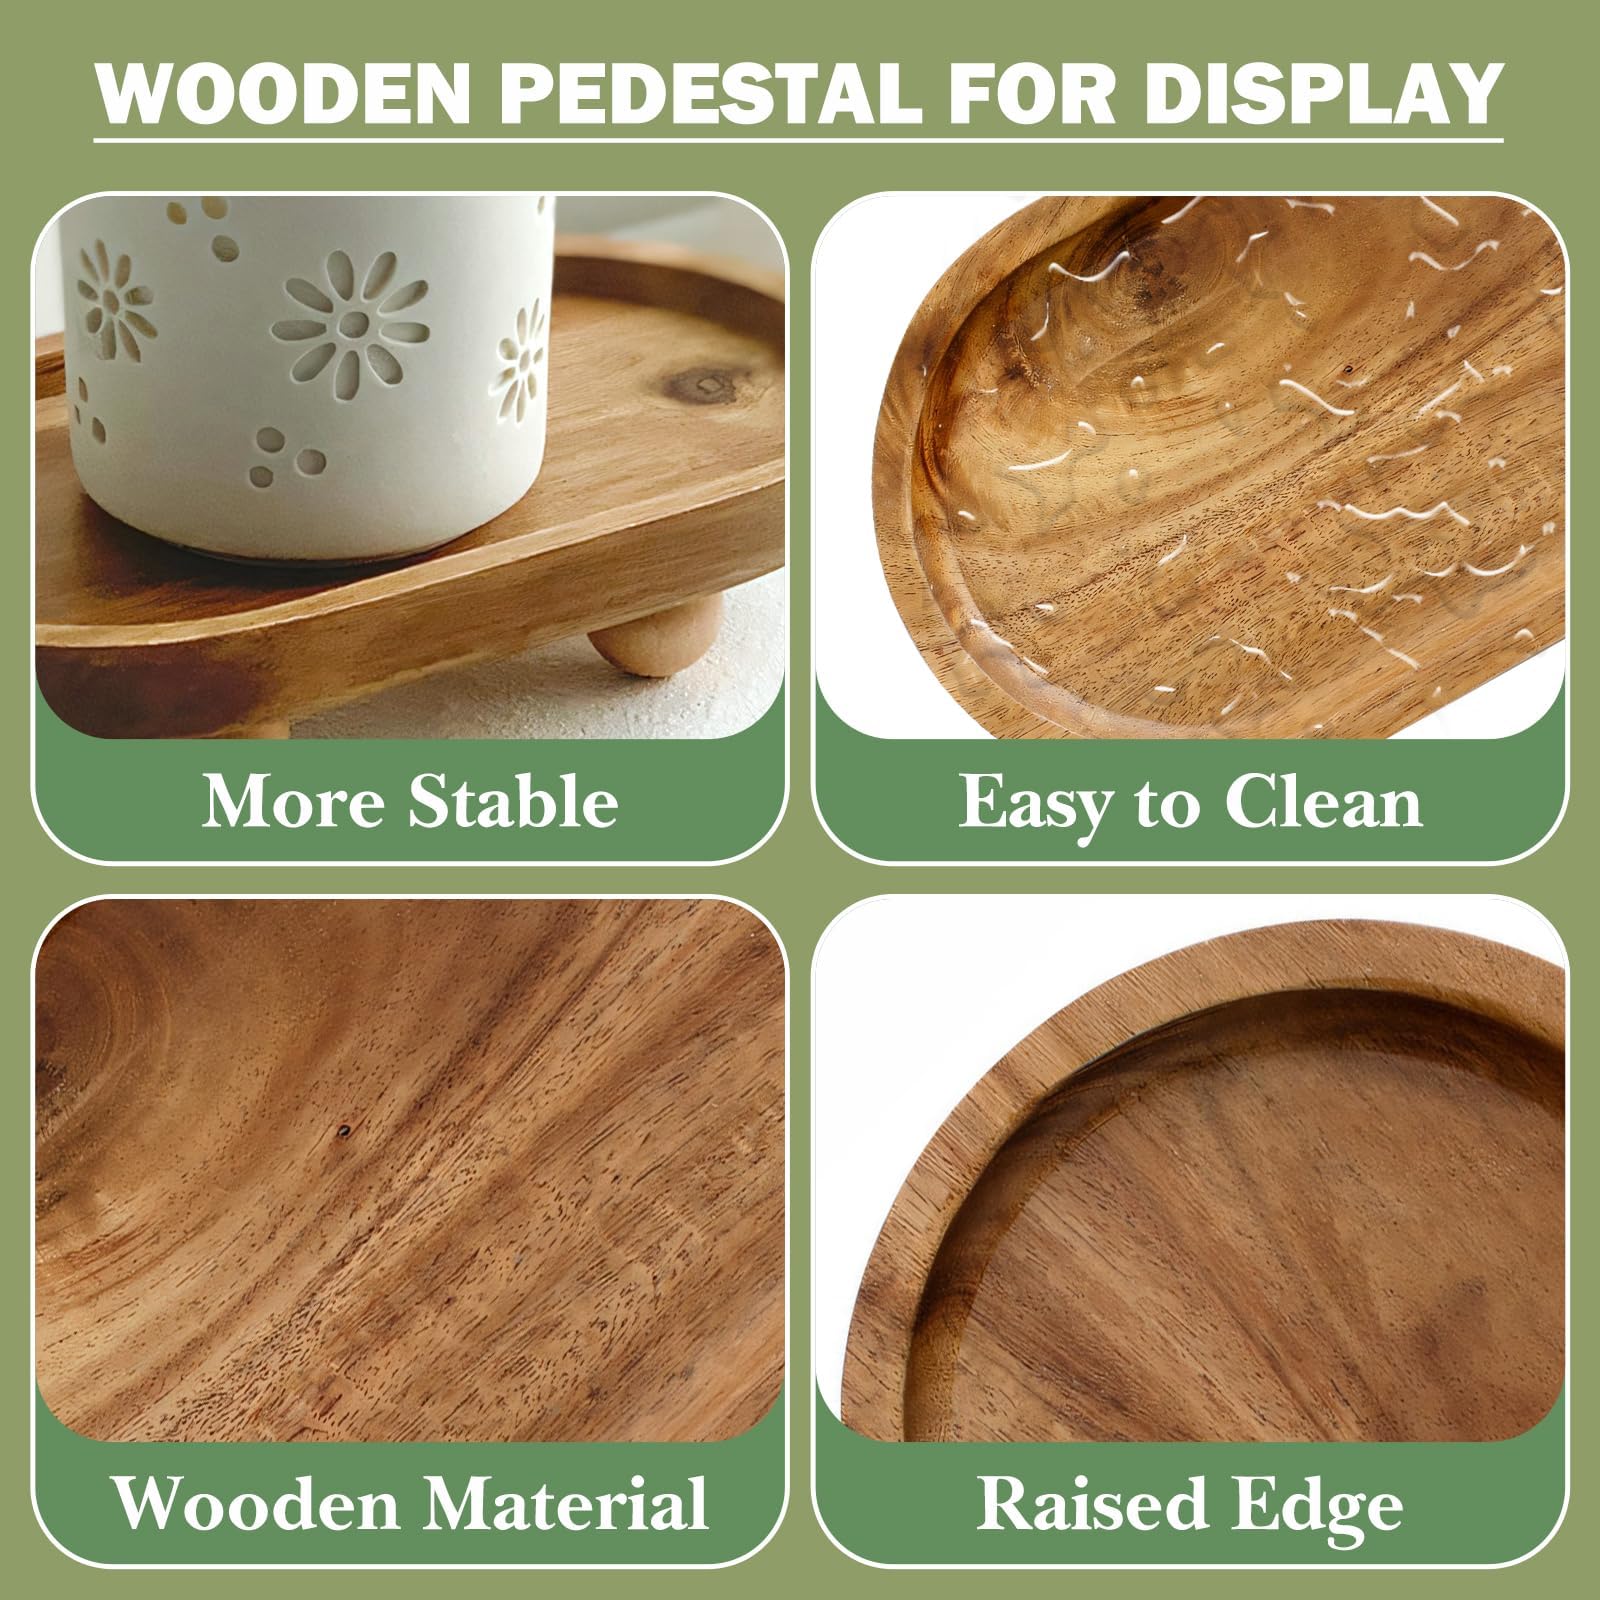 WOODEN PEDESTAL FOR DISPLAY
More Stable
Easy to Clean
Wooden Material
Raised Edge